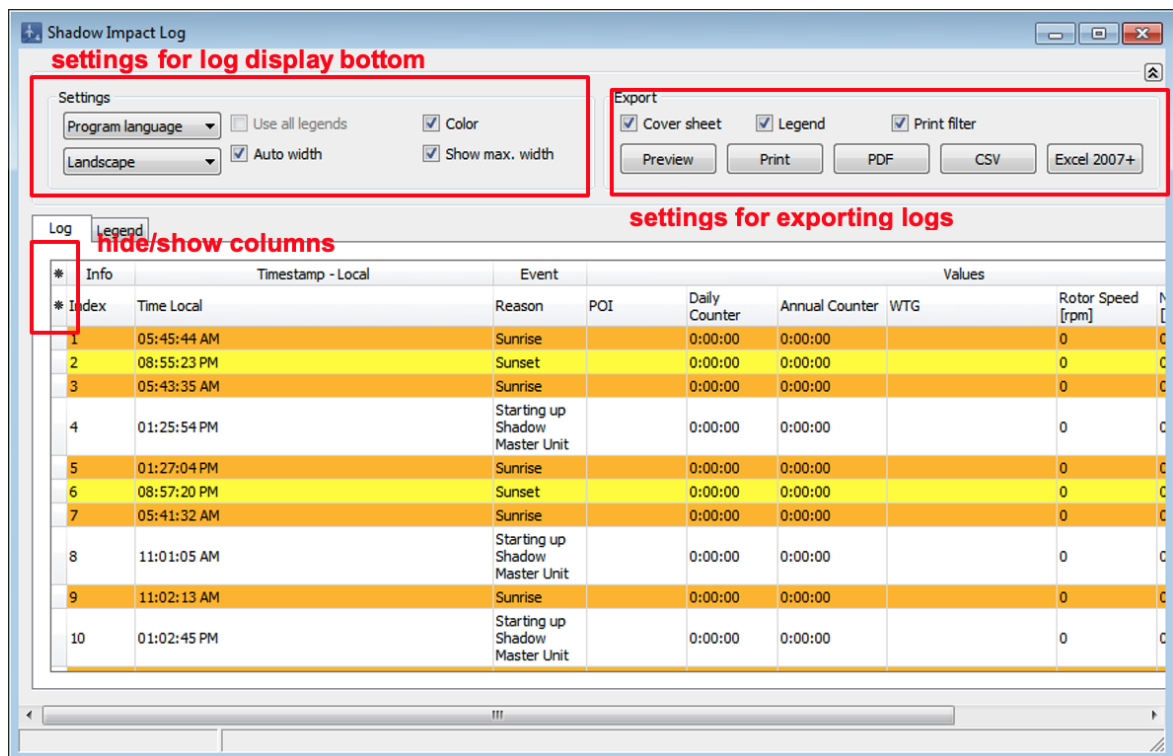 Shadow Impact Log
settings for log display bottom
Settings
Export
Program language
Use all legends
Color
Cover sheet
Legend
Print filter
Landscape
Auto width
Show max. width
Preview
Print
PDF
CSV
Excel 2007+
settings for exporting logs
Log
Legend
hide/show columns
* Info Timestamp - Local Event Values
* Index Time Local Reason POI Daily Counter Annual Counter WTG Rotor Speed [rpm] N [
1 05:45:44 AM Sunrise 0:00:00 0:00:00 0 0
2 08:55:23 PM Sunset 0:00:00 0:00:00 0 0
3 05:43:35 AM Sunrise 0:00:00 0:00:00 0 0
4 01:25:54 PM Starting up Shadow Master Unit 0:00:00 0:00:00 0 0
5 01:27:04 PM Sunrise 0:00:00 0:00:00 0 0
6 08:57:20 PM Sunset 0:00:00 0:00:00 0 0
7 05:41:32 AM Sunrise 0:00:00 0:00:00 0 0
8 11:01:05 AM Starting up Shadow Master Unit 0:00:00 0:00:00 0 0
9 11:02:13 AM Sunrise 0:00:00 0:00:00 0 0
10 01:02:45 PM Starting up Shadow Master Unit 0:00:00 0:00:00 0 0